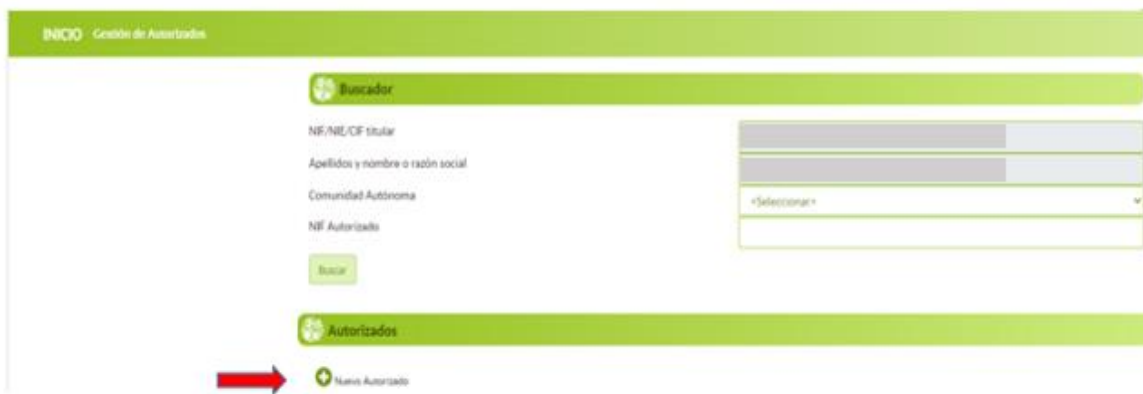 INICIO Gestión de Autorizados
Buscador
NIF/NIE/CIF titular
Apellidos y nombre o razón social
Comunidad Autónoma
<Seleccionar>
NIF Autorizado
Buscar
Autorizados
Nuevo Autorizado